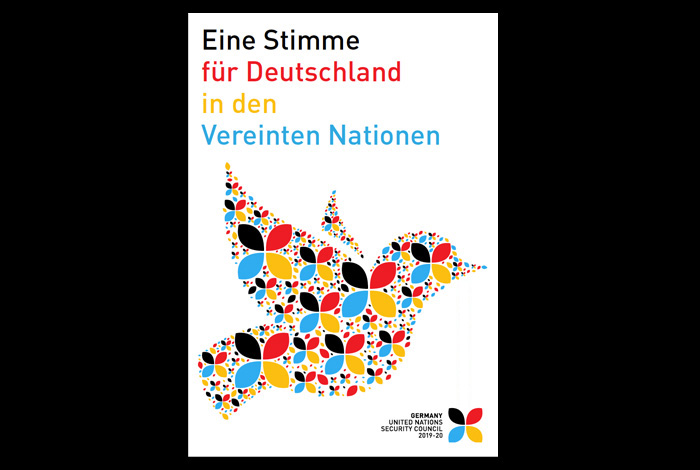 Eine Stimme
für Deutschland
in den
Vereinten Nationen
GERMANY
UNITED NATIONS
SECURITY COUNCIL
2019-20